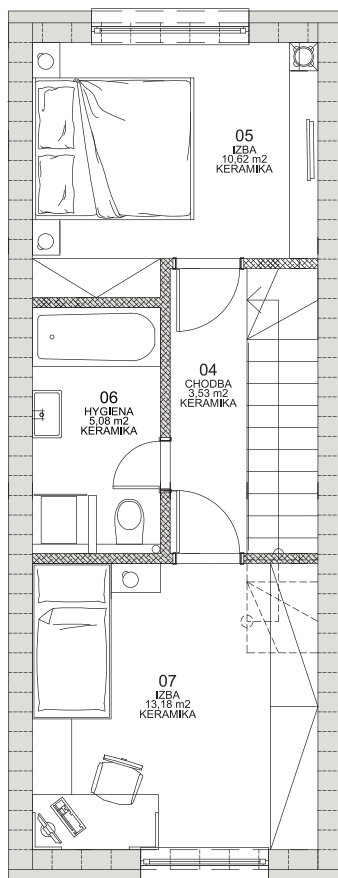 05
IZBA
10,62 m2
KERAMIKA
04
CHODBA
3,53 m2
KERAMIKA
06
HYGIENA
5,08 m2
KERAMIKA
07
IZBA
13,18 m2
KERAMIKA